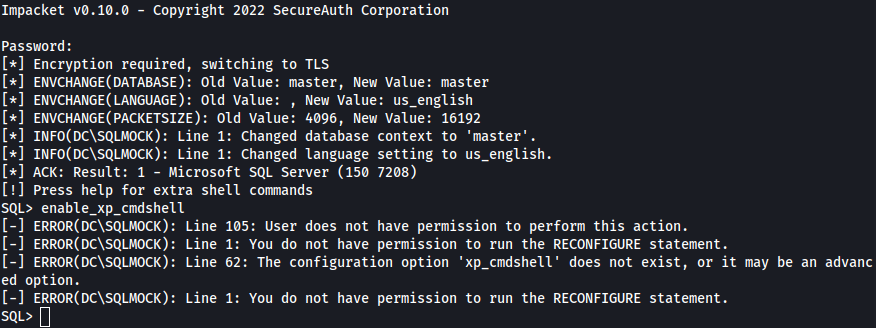 Impacket v0.10.0 - Copyright 2022 SecureAuth Corporation
Password:
[*] Encryption required, switching to TLS
[*] ENVCHANGE(DATABASE): Old Value: master, New Value: master
[*] ENVCHANGE(LANGUAGE): Old Value: , New Value: us_english
[*] ENVCHANGE(PACKETSIZE): Old Value: 4096, New Value: 16192
[*] INFO(DC\SQLMOCK): Line 1: Changed database context to 'master'.
[*] INFO(DC\SQLMOCK): Line 1: Changed language setting to us_english.
[*] ACK: Result: 1 - Microsoft SQL Server (150 7208)
[!] Press help for extra shell commands
SQL> enable_xp_cmdshell
[-] ERROR(DC\SQLMOCK): Line 105: User does not have permission to perform this action.
[-] ERROR(DC\SQLMOCK): Line 1: You do not have permission to run the RECONFIGURE statement.
[-] ERROR(DC\SQLMOCK): Line 62: The configuration option 'xp_cmdshell' does not exist, or it may be an advanc
ed option.
[-] ERROR(DC\SQLMOCK): Line 1: You do not have permission to run the RECONFIGURE statement.
SQL>